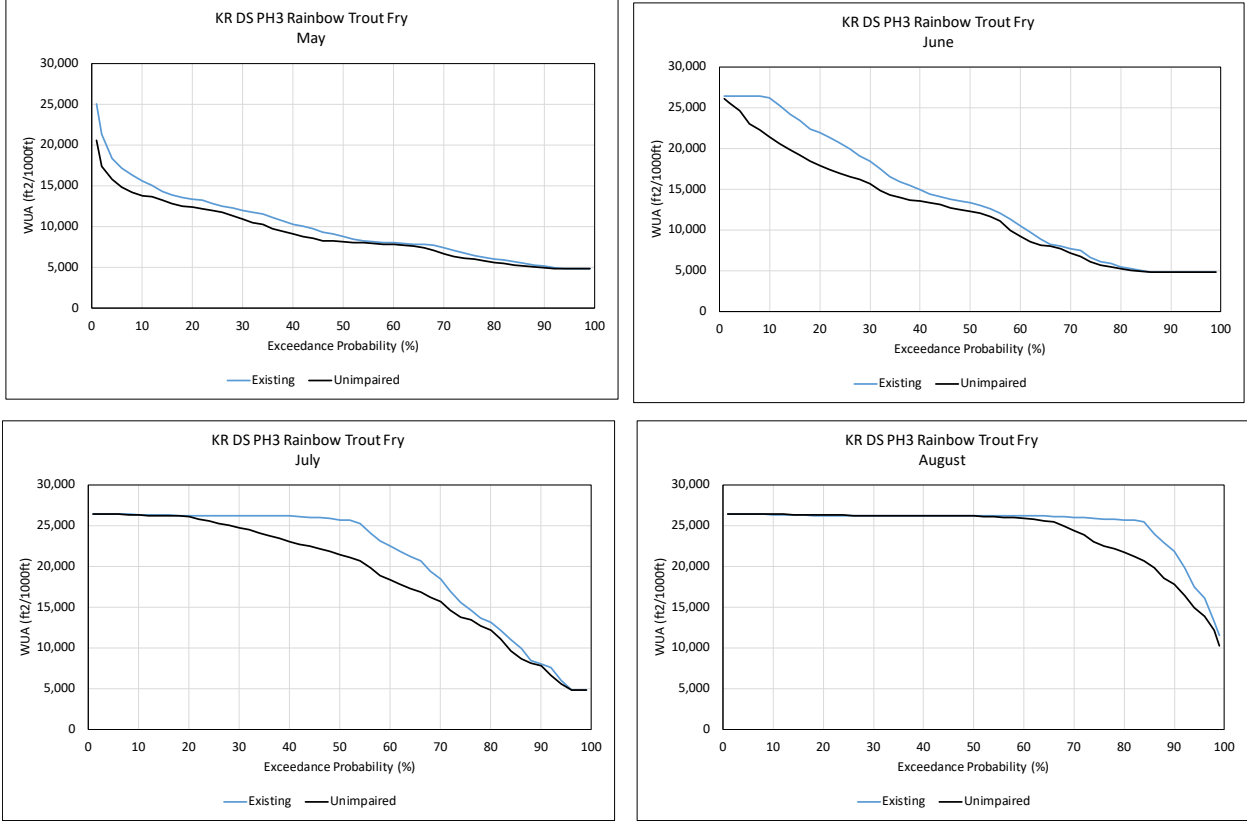 KR DS PH3 Rainbow Trout Fry
May
30,000
25,000
20,000
15,000
10,000
5,000
0
WUA (ft2/1000ft)
0 10 20 30 40 50 60 70 80 90 100
Exceedance Probability (%)
Existing Unimpaired
KR DS PH3 Rainbow Trout Fry
June
30,000
25,000
20,000
15,000
10,000
5,000
0
WUA (ft2/1000ft)
0 10 20 30 40 50 60 70 80 90 100
Exceedance Probability (%)
Existing Unimpaired
KR DS PH3 Rainbow Trout Fry
July
30,000
25,000
20,000
15,000
10,000
5,000
0
WUA (ft2/1000ft)
0 10 20 30 40 50 60 70 80 90 100
Exceedance Probability (%)
Existing Unimpaired
KR DS PH3 Rainbow Trout Fry
August
30,000
25,000
20,000
15,000
10,000
5,000
0
WUA (ft2/1000ft)
0 10 20 30 40 50 60 70 80 90 100
Exceedance Probability (%)
Existing Unimpaired